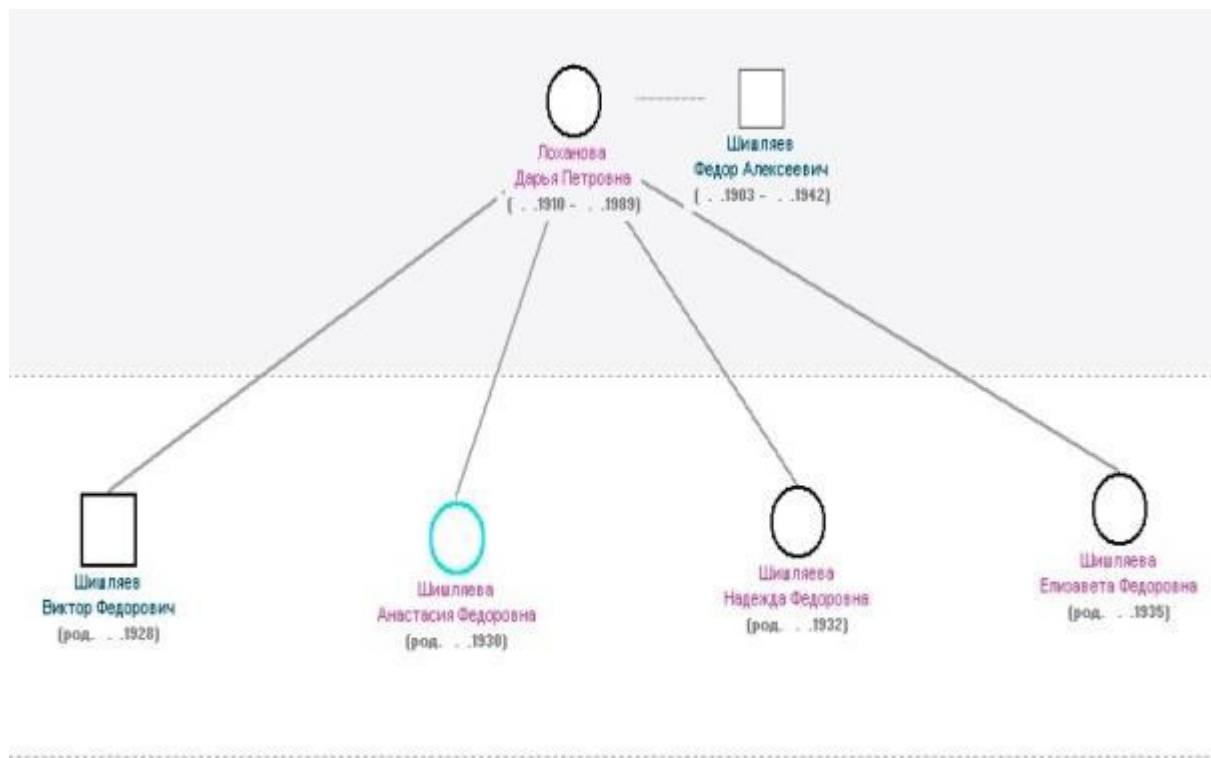 Лоханова
Дарья Петровна
( . .1910 - . .1989)
Шишляев
Федор Алексеевич
( . .1903 - . .1942)
Шишляев
Виктор Федорович
(род. . .1928)
Шишляева
Анастасия Федоровна
(род. . .1930)
Шишляева
Надежда Федоровна
(род. . .1932)
Шишляева
Елизавета Федоровна
(род. . .1935)